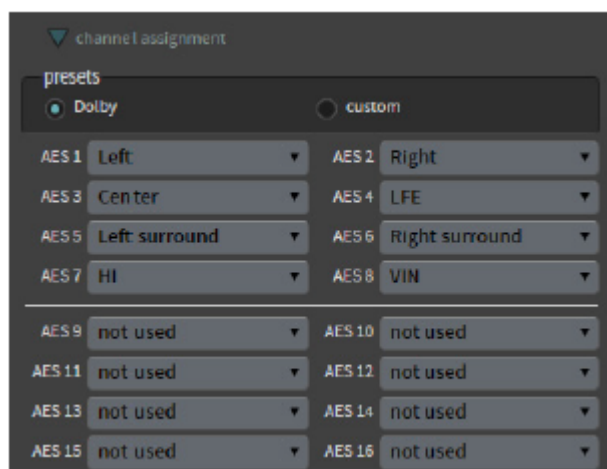 channel assignment
presets
Dolby custom
AES 1 Left AES 2 Right
AES 3 Center AES 4 LFE
AES 5 Left surround AES 6 Right surround
AES 7 HI AES 8 VIN
AES 9 not used AES 10 not used
AES 11 not used AES 12 not used
AES 13 not used AES 14 not used
AES 15 not used AES 16 not used